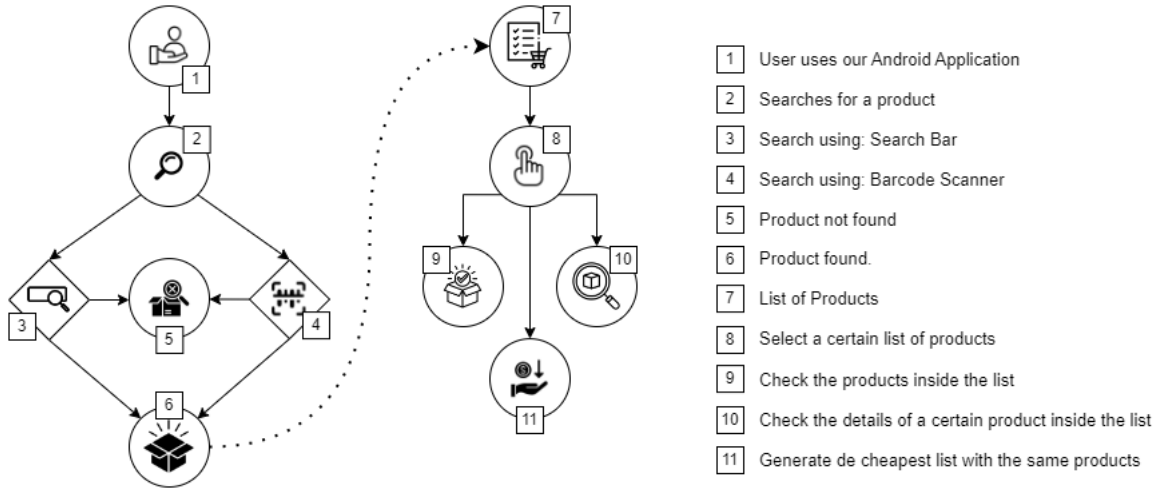 1
2
3
4
5
6
7
8
9
10
11
1 User uses our Android Application
2 Searches for a product
3 Search using: Search Bar
4 Search using: Barcode Scanner
5 Product not found
6 Product found.
7 List of Products
8 Select a certain list of products
9 Check the products inside the list
10 Check the details of a certain product inside the list
11 Generate de cheapest list with the same products